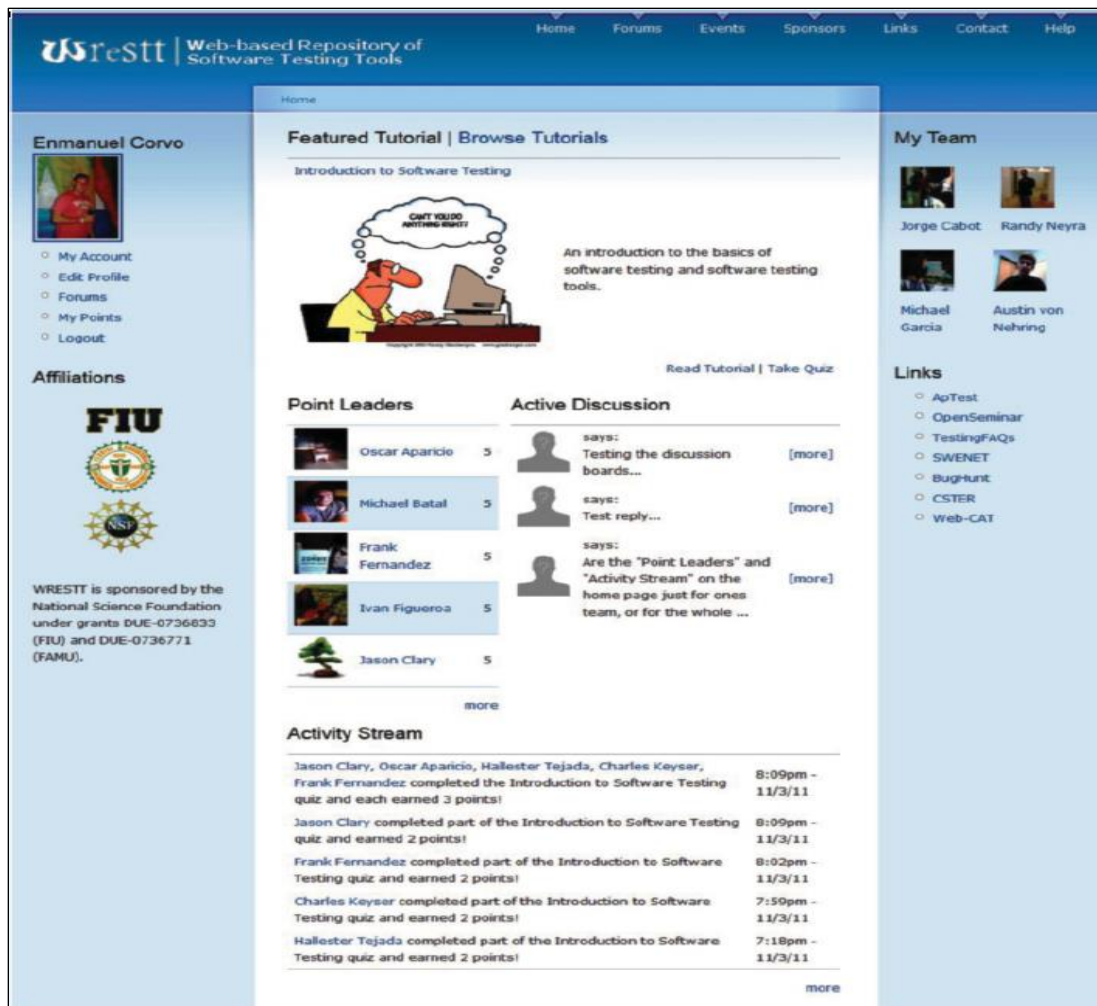 Home Forums Events Sponsors Links Contact Help
Wrestt | Web-based Repository of
Software Testing Tools
Home
Enmanuel Corvo
My Account
Edit Profile
Forums
My Points
Logout
Affiliations
FIU
NSF
WRESTT is sponsored by the
National Science Foundation
under grants DUE-0736833
(FIU) and DUE-0736771
(FAMU).
Featured Tutorial | Browse Tutorials
Introduction to Software Testing
CAN'T YOU DO
ANYTHING RIGHT?
An introduction to the basics of
software testing and software testing
tools.
Read Tutorial | Take Quiz
Point Leaders
Oscar Aparicio 5
Michael Batal 5
Frank
Fernandez 5
Ivan Figueroa 5
Jason Clary 5
more
Active Discussion
says:
Testing the discussion
boards... [more]
says:
Test reply... [more]
says:
Are the "Point Leaders" and
"Activity Stream" on the
home page just for ones
team, or for the whole ... [more]
Activity Stream
Jason Clary, Oscar Aparicio, Hallester Tejada, Charles Keyser,
Frank Fernandez completed the Introduction to Software Testing
quiz and each earned 3 points!
8:09pm -
11/3/11
Jason Clary completed part of the Introduction to Software Testing
quiz and earned 2 points!
8:09pm -
11/3/11
Frank Fernandez completed part of the Introduction to Software
Testing quiz and earned 2 points!
8:02pm -
11/3/11
Charles Keyser completed part of the Introduction to Software
Testing quiz and earned 2 points!
7:59pm -
11/3/11
Hallester Tejada completed part of the Introduction to Software
Testing quiz and earned 2 points!
7:18pm -
11/3/11
more
My Team
Jorge Cabot Randy Neyra
Michael
Garcia
Austin von
Nehring
Links
ApTest
OpenSeminar
TestingFAQs
SWENET
BugHunt
CSTER
Web-CAT